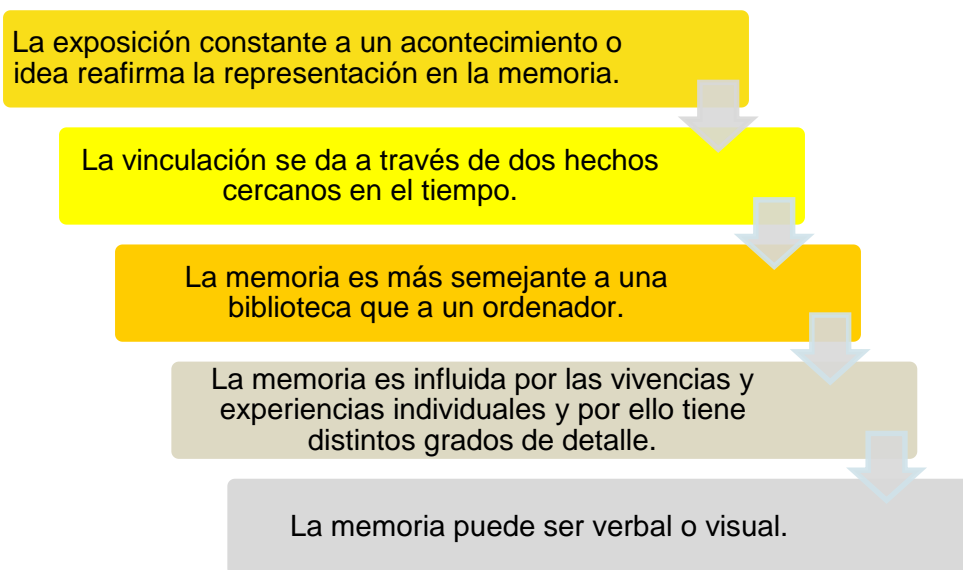 La exposición constante a un acontecimiento o
idea reafirma la representación en la memoria.
La vinculación se da a través de dos hechos
cercanos en el tiempo.
La memoria es más semejante a una
biblioteca que a un ordenador.
La memoria es influida por las vivencias y
experiencias individuales y por ello tiene
distintos grados de detalle.
La memoria puede ser verbal o visual.